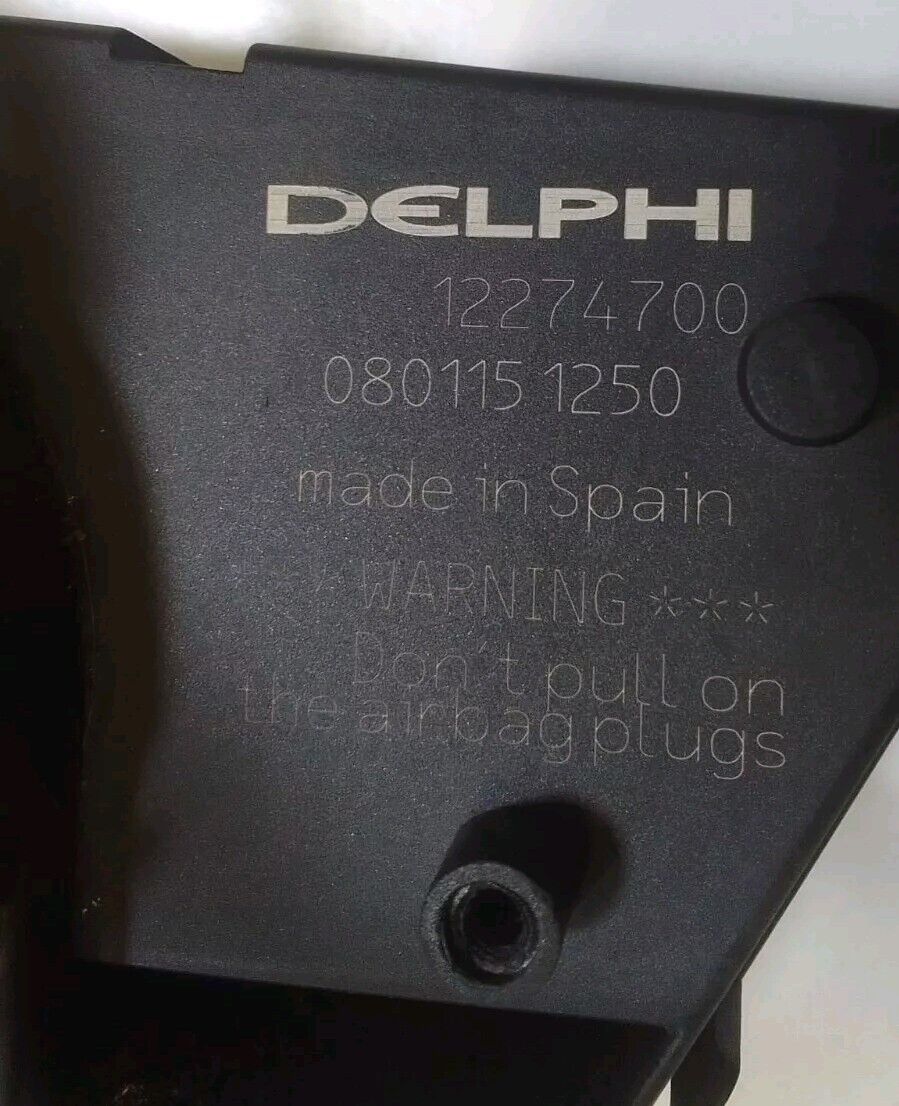 DELPHI
12274700
080115 1250
made in Spain
*** WARNING ***
Don't pull on
the airbag plugs